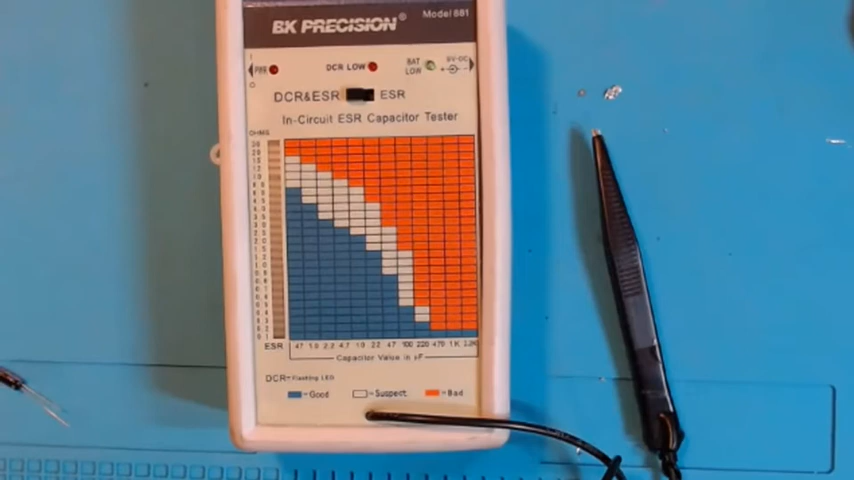 BK PRECISION®
Model 881
PWR
DCR LOW
BAT LOW
9V-DC
DCR&ESR
ESR
In-Circuit ESR Capacitor Tester
OHMS
ESR
.47 1.0 2.2 4.7 10 22 47 100 220 470 1K 2.2K
Capacitor Value in µF
DCR-Flashing LED
=Good =Suspect =Bad